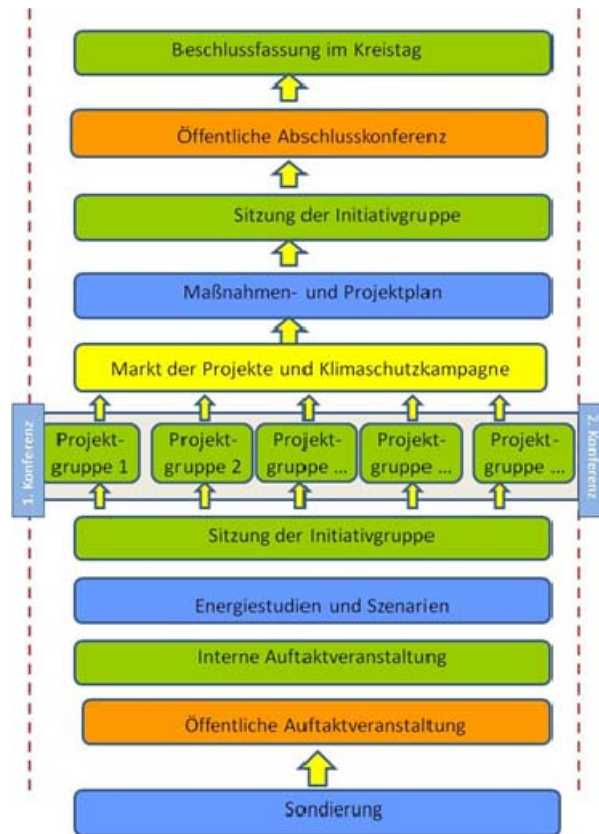 Beschlussfassung im Kreistag
Öffentliche Abschlusskonferenz
Sitzung der Initiativgruppe
Maßnahmen- und Projektplan
Markt der Projekte und Klimaschutzkampagne
1. Konferenz
Projekt-
gruppe 1
Projekt-
gruppe 2
Projekt-
gruppe ...
Projekt-
gruppe ...
Projekt-
gruppe ...
2. Konferenz
Sitzung der Initiativgruppe
Energiestudien und Szenarien
Interne Auftaktveranstaltung
Öffentliche Auftaktveranstaltung
Sondierung